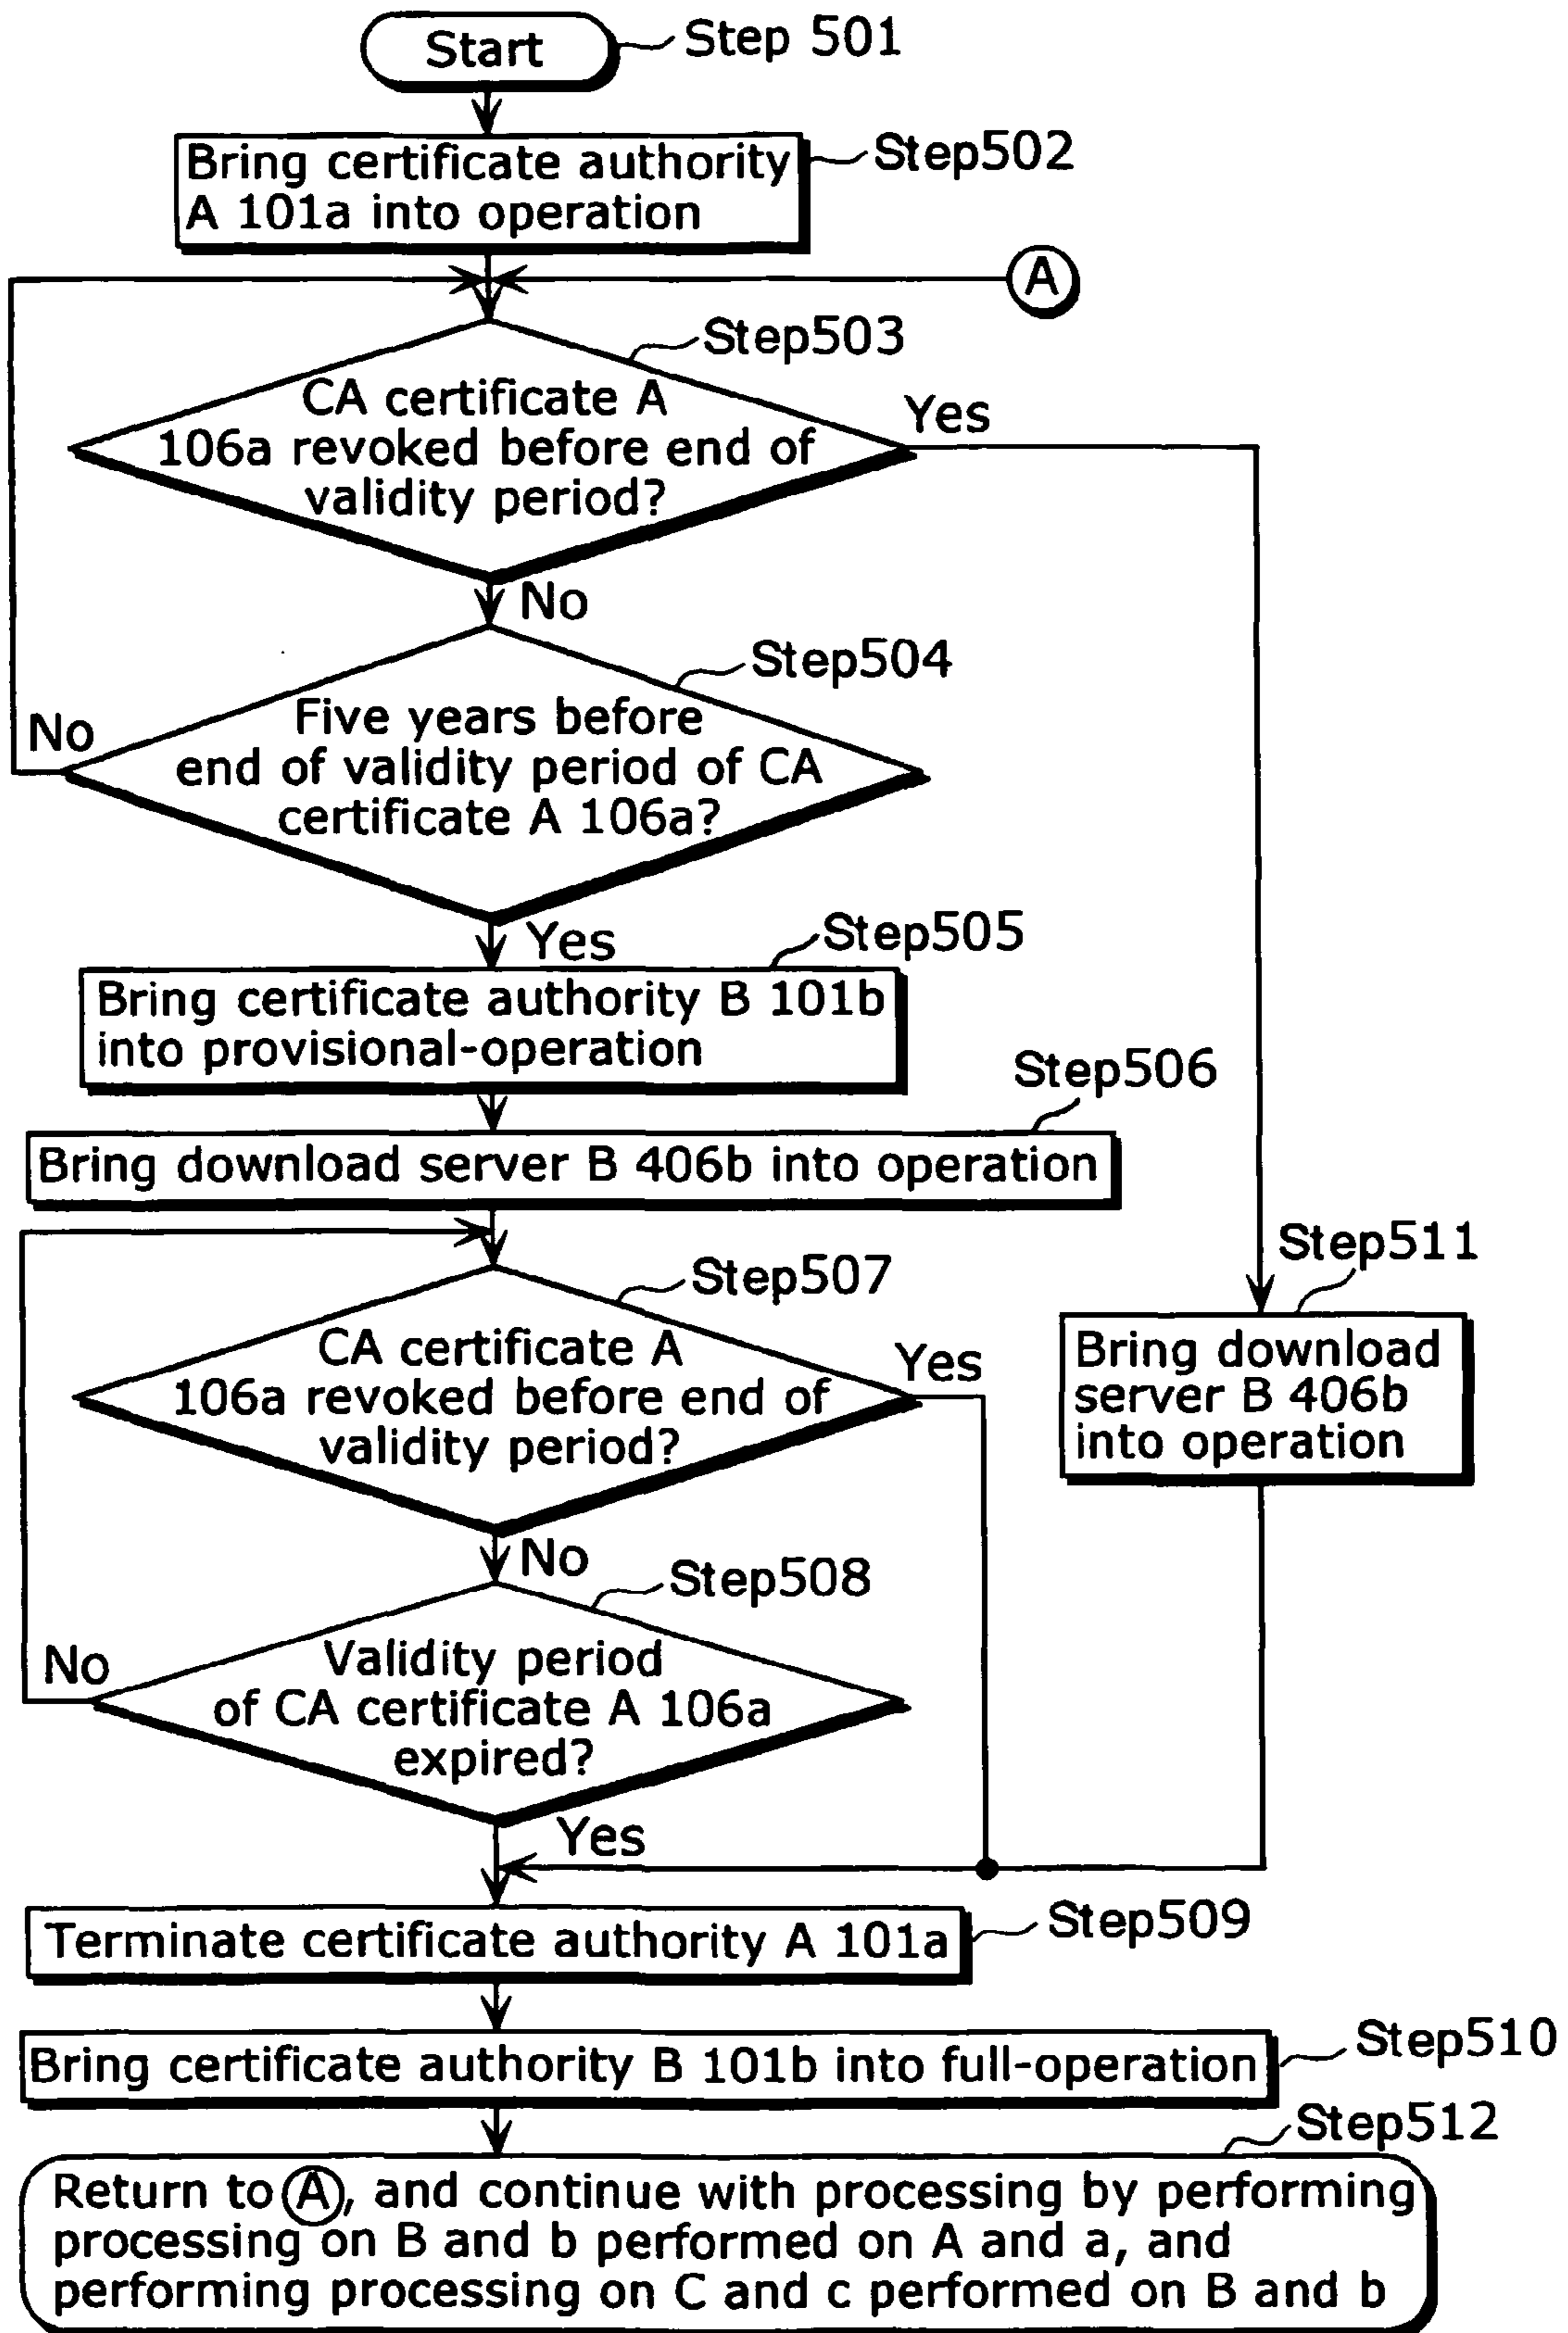 Start
Step 501
Bring certificate authority
A 101a into operation
Step502
A
Step503
CA certificate A
106a revoked before end of
validity period?
Yes
No
Step504
Five years before
end of validity period of CA
certificate A 106a?
No
Yes
Step505
Bring certificate authority B 101b
into provisional-operation
Step506
Bring download server B 406b into operation
Step507
CA certificate A
106a revoked before end of
validity period?
Yes
Step511
Bring download
server B 406b
into operation
No
Step508
Validity period
of CA certificate A 106a
expired?
No
Yes
Terminate certificate authority A 101a
Step509
Bring certificate authority B 101b into full-operation
Step510
Step512
Return to A, and continue with processing by performing
processing on B and b performed on A and a, and
performing processing on C and c performed on B and b